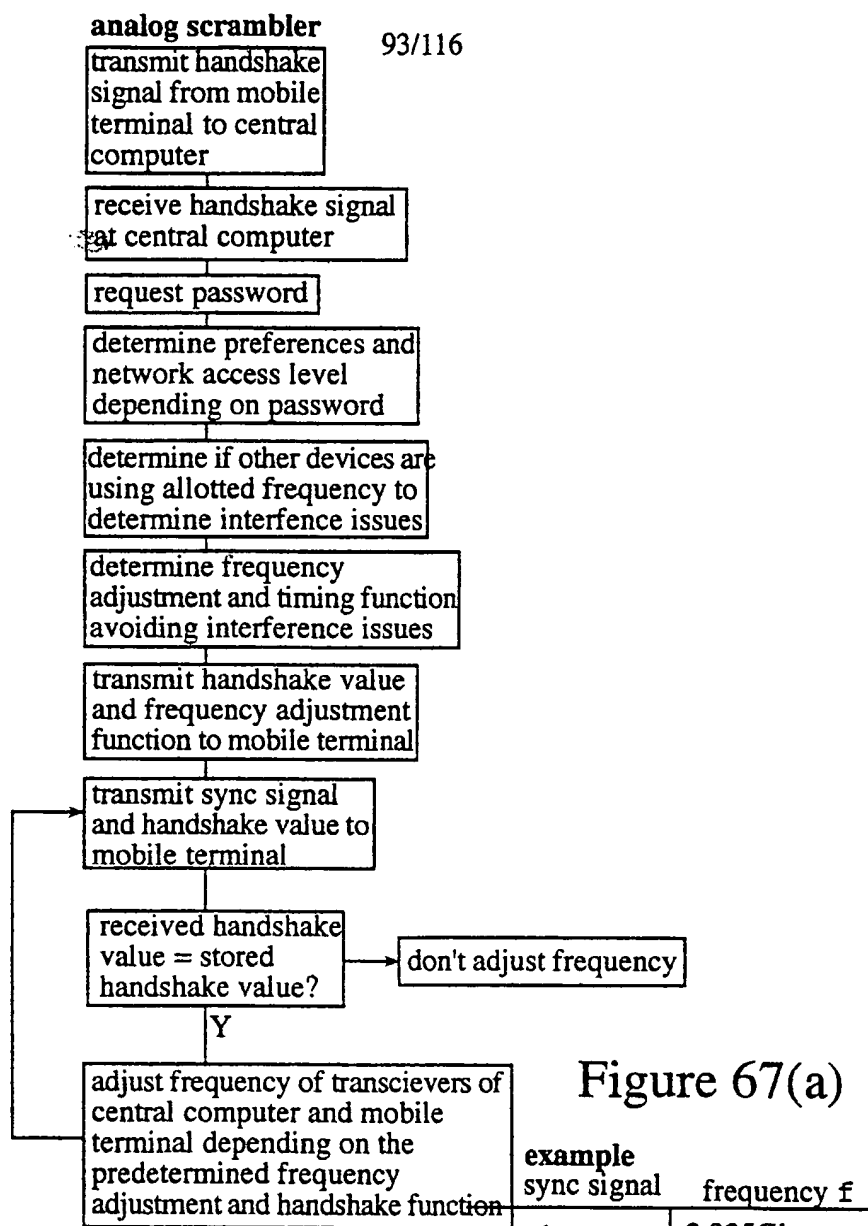 analog scrambler
93/116
transmit handshake
signal from mobile
terminal to central
computer
receive handshake signal
at central computer
request password
determine preferences and
network access level
depending on password
determine if other devices are
using allotted frequency to
determine interfence issues
determine frequency
adjustment and timing function
avoiding interference issues
transmit handshake value
and frequency adjustment
function to mobile terminal
transmit sync signal
and handshake value to
mobile terminal
received handshake
value = stored
handshake value?
don't adjust frequency
Y
adjust frequency of transcievers of
central computer and mobile
terminal depending on the
predetermined frequency
adjustment and handshake function
Figure 67(a)
example
sync signal
frequency f